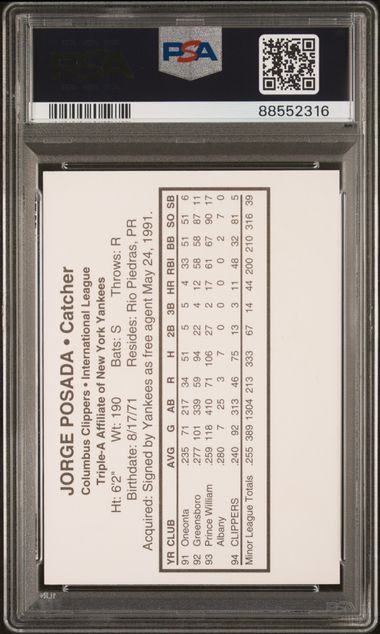 PSA
88552316
JORGE POSADA • Catcher
Columbus Clippers • International League
Triple-A Affiliate of New York Yankees
Ht: 6'2" Wt: 190 Bats: S Throws: R
Birthdate: 8/17/71 Resides: Rio Piedras, PR
Acquired: Signed by Yankees as free agent May 24, 1991.
YR CLUB AVG G AB R H 2B 3B HR RBI BB SO SB
91 Oneonta .235 71 217 34 51 5 5 4 33 51 51 6
92 Greensboro .277 101 339 59 94 22 4 12 58 58 87 11
93 Prince William .259 118 410 71 106 27 2 17 61 67 90 17
Albany .280 7 25 3 7 0 0 0 0 2 7 0
94 CLIPPERS .240 92 313 46 75 13 3 11 48 32 81 5
Minor League Totals .255 389 1304 213 333 67 14 44 200 210 316 39